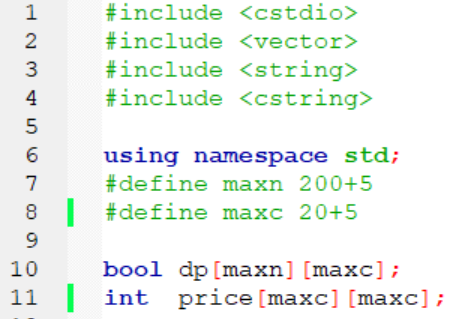 1 #include <cstdio>
2 #include <vector>
3 #include <string>
4 #include <cstring>
5
6 using namespace std;
7 #define maxn 200+5
8 #define maxc 20+5
9
10 bool dp[maxn][maxc];
11 int  price[maxc][maxc];